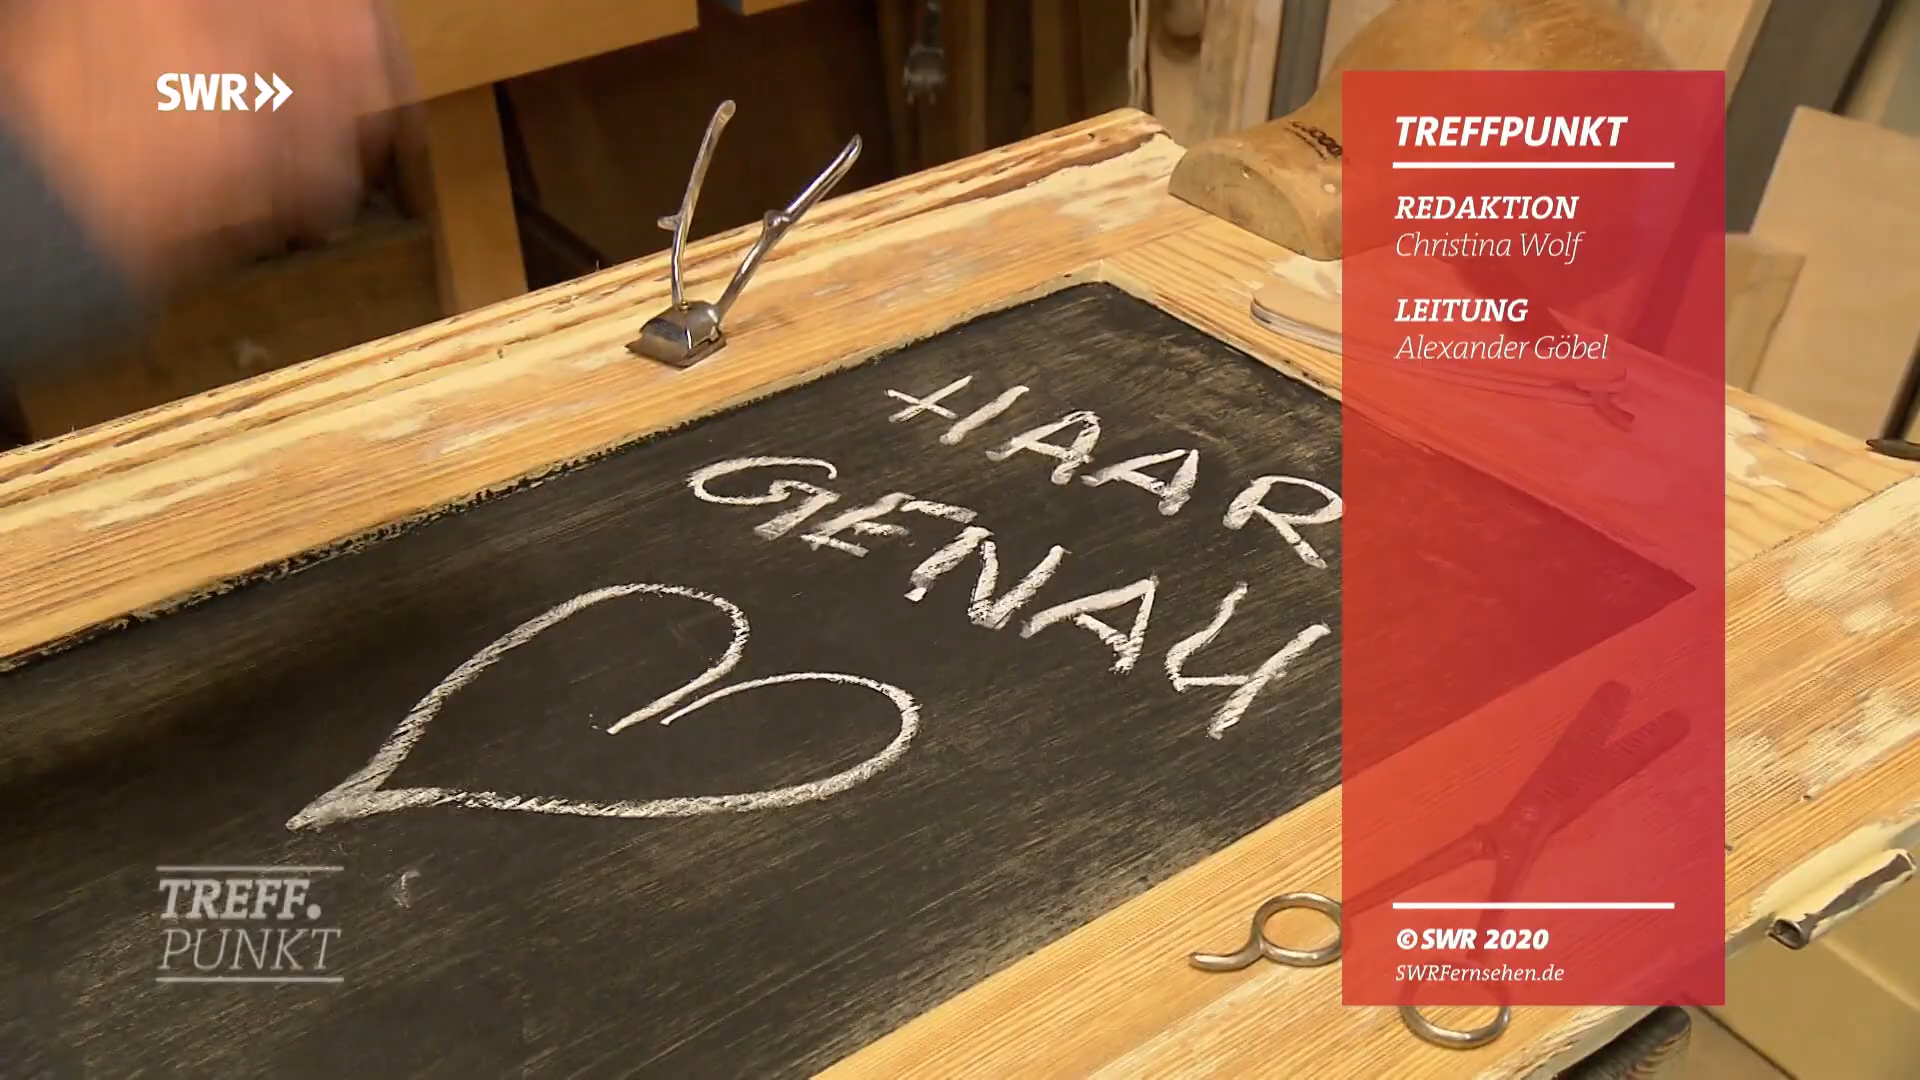 SWR
TREFFPUNKT
REDAKTION
Christina Wolf
LEITUNG
Alexander Göbel
HAAR
GENAU
TREFF.
PUNKT
© SWR 2020
SWRFernsehen.de